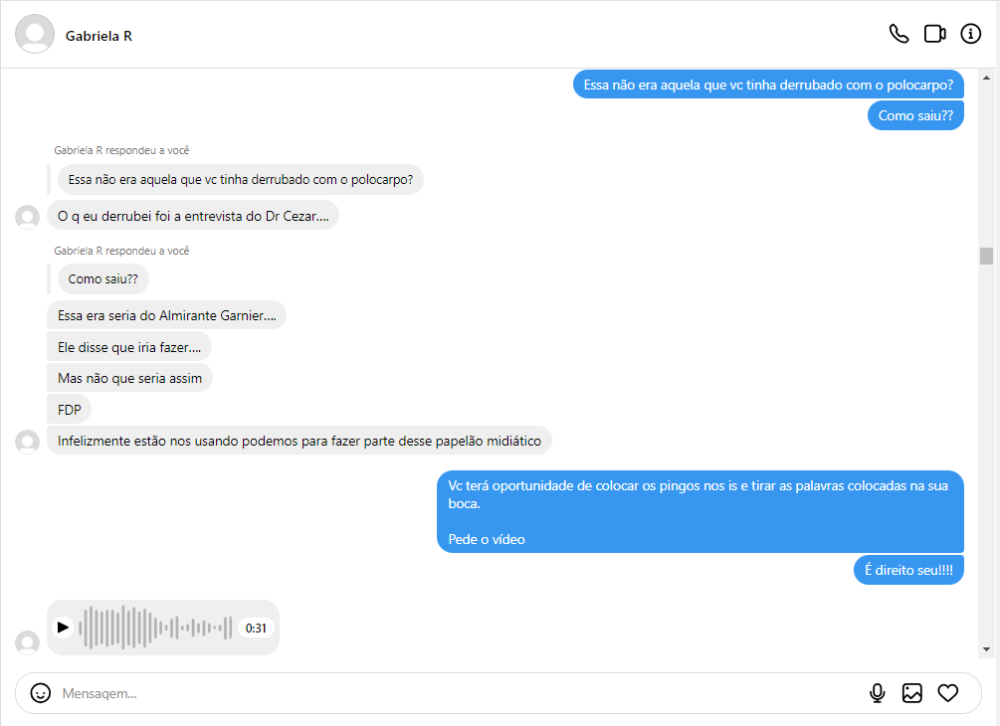 Gabriela R
Essa não era aquela que vc tinha derrubado com o polocarpo?
Como saiu??
Gabriela R respondeu a você
Essa não era aquela que vc tinha derrubado com o polocarpo?
O q eu derrubei foi a entrevista do Dr Cezar....
Gabriela R respondeu a você
Como saiu??
Essa era seria do Almirante Garnier....
Ele disse que iria fazer....
Mas não que seria assim
FDP
Infelizmente estão nos usando podemos para fazer parte desse papelão midiático
Vc terá oportunidade de colocar os pingos nos is e tirar as palavras colocadas na sua
boca.
Pede o vídeo
É direito seu!!!!
0:31
Mensagem...